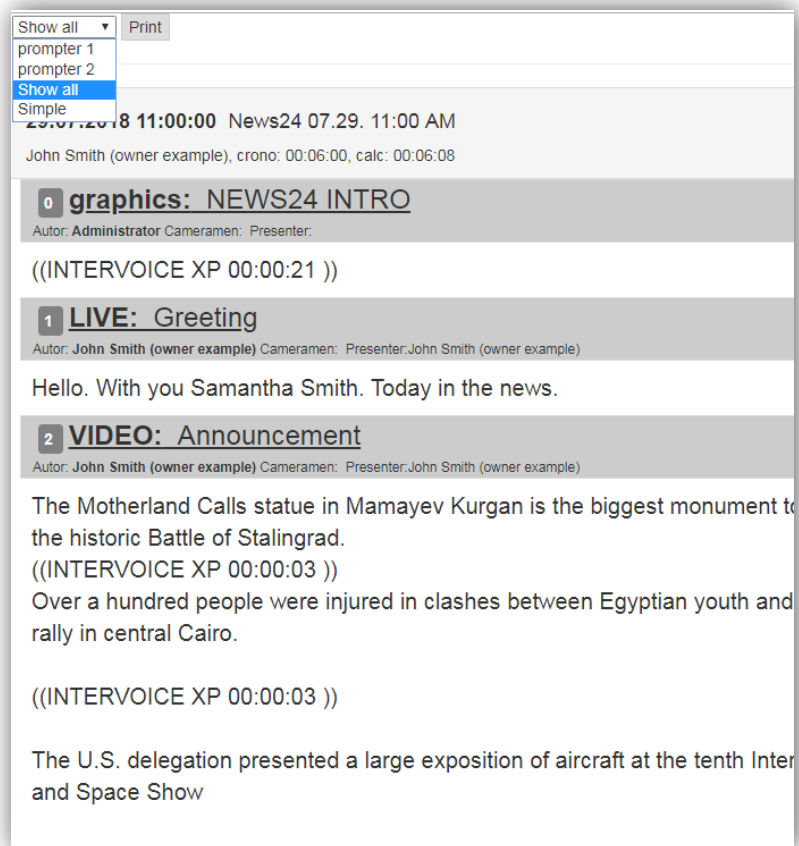 Show all Print
prompter 1
prompter 2
Show all
Simple
29.07.2018 11:00:00 News24 07.29. 11:00 AM
John Smith (owner example), crono: 00:06:00, calc: 00:06:08
0 graphics: NEWS24 INTRO
Autor: Administrator Cameramen: Presenter:
((INTERVOICE XP 00:00:21 ))
1 LIVE: Greeting
Autor: John Smith (owner example) Cameramen: Presenter:John Smith (owner example)
Hello. With you Samantha Smith. Today in the news.
2 VIDEO: Announcement
Autor: John Smith (owner example) Cameramen: Presenter:John Smith (owner example)
The Motherland Calls statue in Mamayev Kurgan is the biggest monument to
the historic Battle of Stalingrad.
((INTERVOICE XP 00:00:03 ))
Over a hundred people were injured in clashes between Egyptian youth and
rally in central Cairo.
((INTERVOICE XP 00:00:03 ))
The U.S. delegation presented a large exposition of aircraft at the tenth Inter
and Space Show